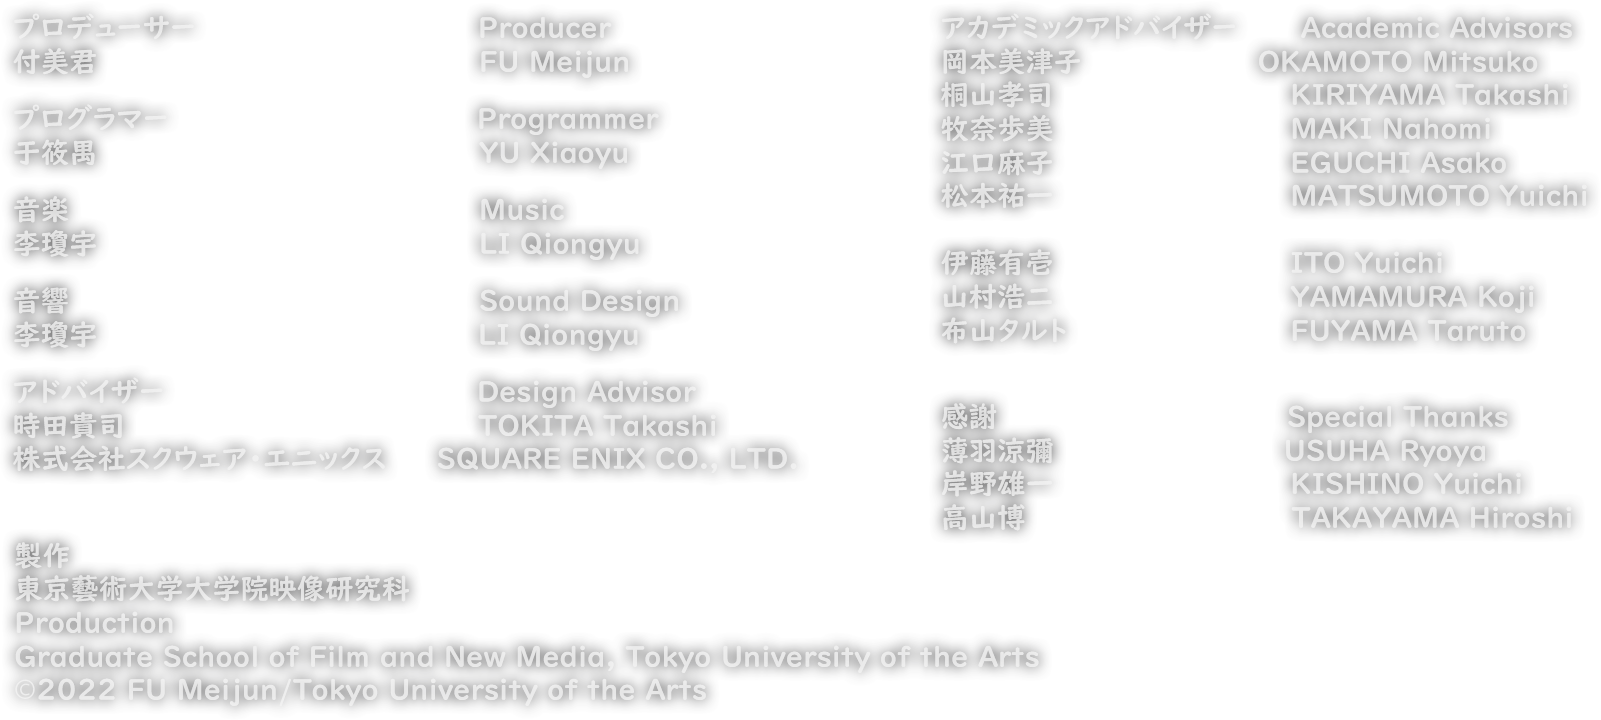 プロデューサー Producer
付美君 FU Meijun
プログラマー Programmer
于筱禺 YU Xiaoyu
音楽 Music
李瓊宇 LI Qiongyu
音響 Sound Design
李瓊宇 LI Qiongyu
アドバイザー Design Advisor
時田貴司 TOKITA Takashi
株式会社スクウェア・エニックス SQUARE ENIX CO., LTD.
アカデミックアドバイザー Academic Advisors
岡本美津子 OKAMOTO Mitsuko
桐山孝司 KIRIYAMA Takashi
牧奈歩美 MAKI Nahomi
江口麻子 EGUCHI Asako
松本祐一 MATSUMOTO Yuichi
伊藤有壱 ITO Yuichi
山村浩二 YAMAMURA Koji
布山タルト FUYAMA Taruto
感謝 Special Thanks
薄羽涼彌 USUHA Ryoya
岸野雄一 KISHINO Yuichi
高山博 TAKAYAMA Hiroshi
製作
東京藝術大学大学院映像研究科
Production
Graduate School of Film and New Media, Tokyo University of the Arts
©2022 FU Meijun/Tokyo University of the Arts